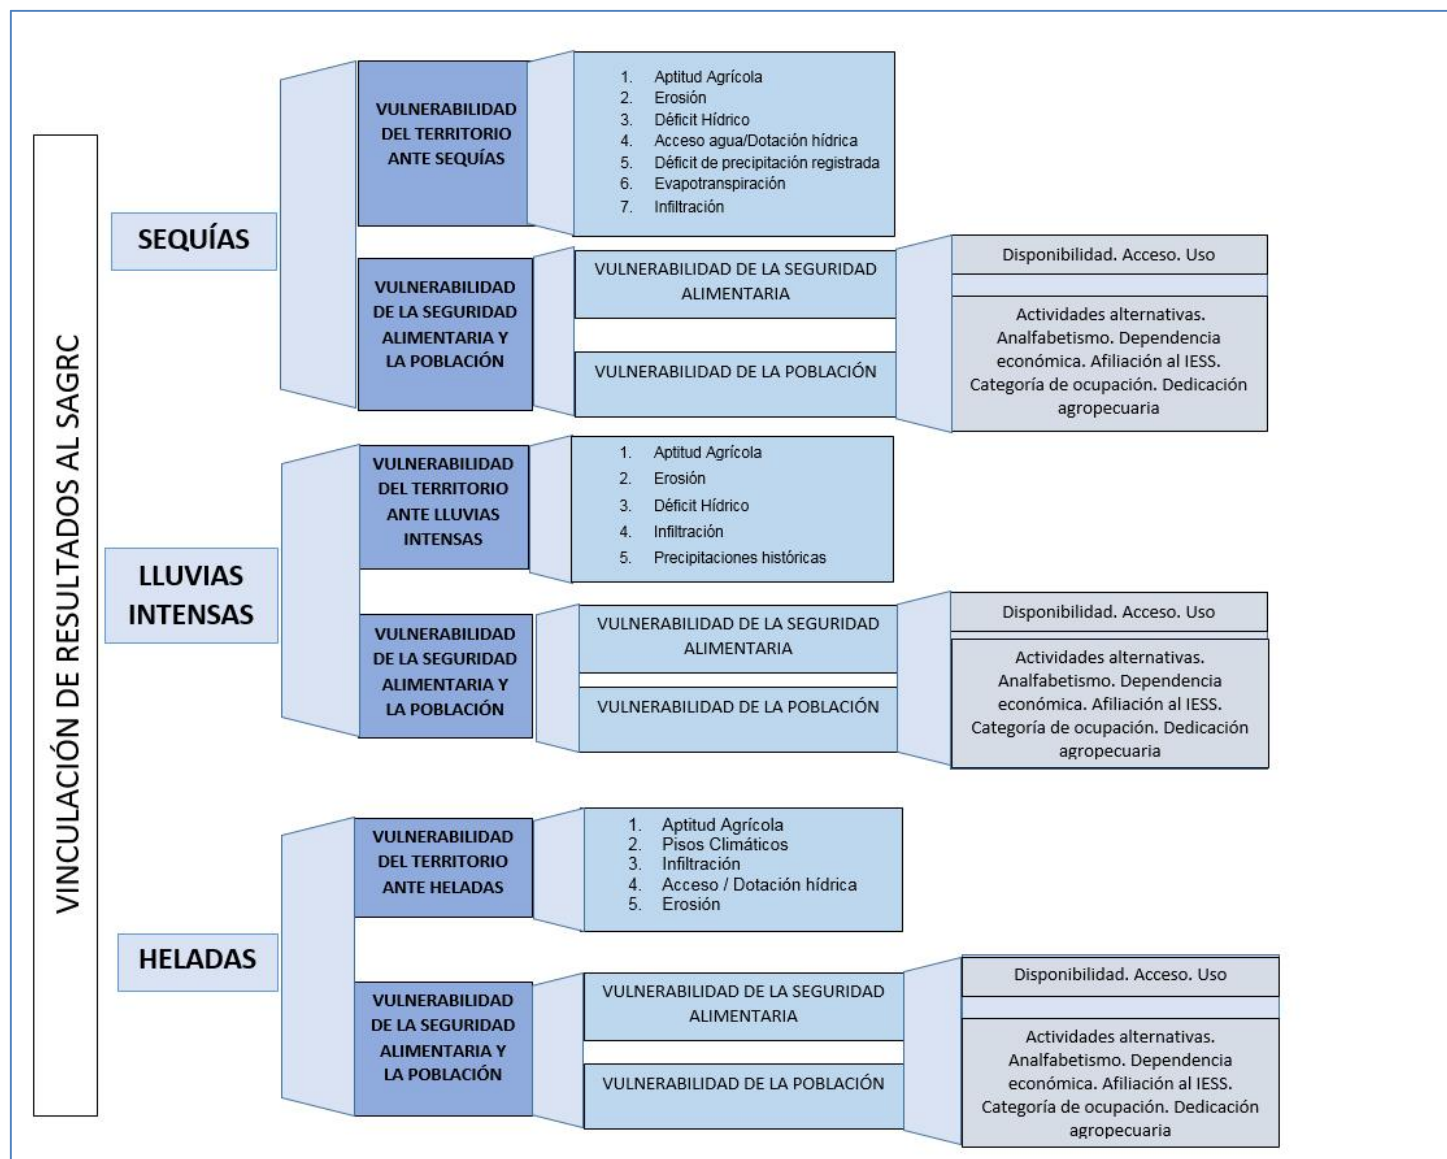 VINCULACIÓN DE RESULTADOS AL SAGRC
SEQUÍAS
VULNERABILIDAD
DEL TERRITORIO
ANTE SEQUÍAS
1. Aptitud Agrícola
2. Erosión
3. Déficit Hídrico
4. Acceso agua/Dotación hídrica
5. Déficit de precipitación registrada
6. Evapotranspiración
7. Infiltración
VULNERABILIDAD
DE LA SEGURIDAD
ALIMENTARIA Y
LA POBLACIÓN
VULNERABILIDAD DE LA SEGURIDAD
ALIMENTARIA
VULNERABILIDAD DE LA POBLACIÓN
Disponibilidad. Acceso. Uso
Actividades alternativas.
Analfabetismo. Dependencia
económica. Afiliación al IESS.
Categoría de ocupación. Dedicación
agropecuaria
LLUVIAS
INTENSAS
VULNERABILIDAD
DEL TERRITORIO
ANTE LLUVIAS
INTENSAS
1. Aptitud Agrícola
2. Erosión
3. Déficit Hídrico
4. Infiltración
5. Precipitaciones históricas
VULNERABILIDAD
DE LA SEGURIDAD
ALIMENTARIA Y
LA POBLACIÓN
VULNERABILIDAD DE LA SEGURIDAD
ALIMENTARIA
VULNERABILIDAD DE LA POBLACIÓN
Disponibilidad. Acceso. Uso
Actividades alternativas.
Analfabetismo. Dependencia
económica. Afiliación al IESS.
Categoría de ocupación. Dedicación
agropecuaria
HELADAS
VULNERABILIDAD
DEL TERRITORIO
ANTE HELADAS
1. Aptitud Agrícola
2. Pisos Climáticos
3. Infiltración
4. Acceso / Dotación hídrica
5. Erosión
VULNERABILIDAD
DE LA SEGURIDAD
ALIMENTARIA Y
LA POBLACIÓN
VULNERABILIDAD DE LA SEGURIDAD
ALIMENTARIA
VULNERABILIDAD DE LA POBLACIÓN
Disponibilidad. Acceso. Uso
Actividades alternativas.
Analfabetismo. Dependencia
económica. Afiliación al IESS.
Categoría de ocupación. Dedicación
agropecuaria